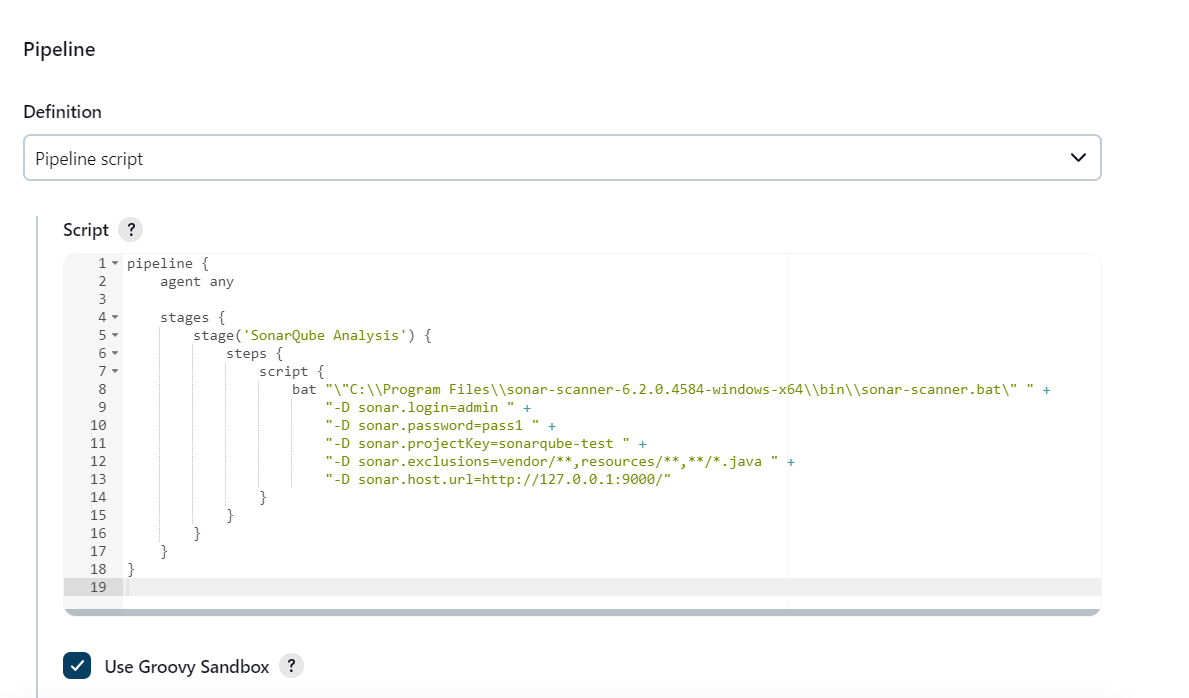 Pipeline
Definition
Pipeline script
Script ?
1 pipeline {
2     agent any
3
4     stages {
5         stage('SonarQube Analysis') {
6             steps {
7                 script {
8                     bat "\"C:\\Program Files\\sonar-scanner-6.2.0.4584-windows-x64\\bin\\sonar-scanner.bat\" " +
9                         "-D sonar.login=admin " +
10                         "-D sonar.password=pass1 " +
11                         "-D sonar.projectKey=sonarqube-test " +
12                         "-D sonar.exclusions=vendor/**,resources/**,**/*.java " +
13                         "-D sonar.host.url=http://127.0.0.1:9000/"
14                 }
15             }
16         }
17     }
18 }
19
Use Groovy Sandbox ?